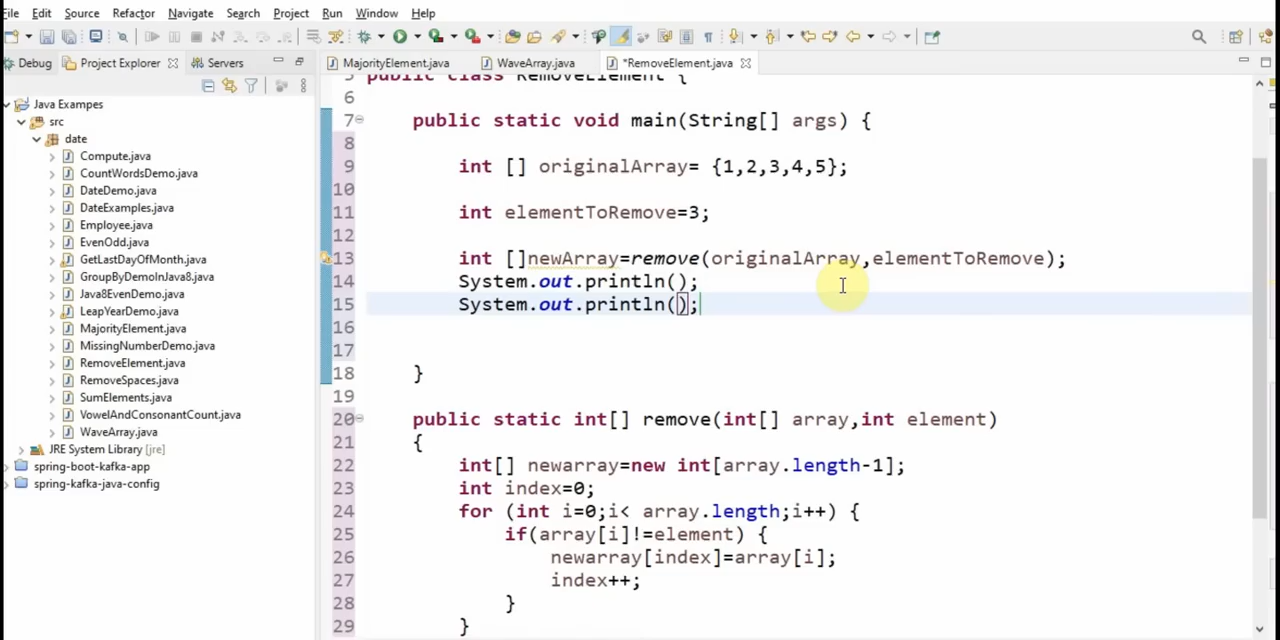 File Edit Source Refactor Navigate Search Project Run Window Help
Debug Project Explorer Servers
MajorityElement.java WaveArray.java *RemoveElement.java
Java Exampes
src
date
Compute.java
CountWordsDemo.java
DateDemo.java
DateExamples.java
Employee.java
EvenOdd.java
GetLastDayOfMonth.java
GroupByDemoInJava8.java
Java8EvenDemo.java
LeapYearDemo.java
MajorityElement.java
MissingNumberDemo.java
RemoveElement.java
RemoveSpaces.java
SumElements.java
VowelAndConsonantCount.java
WaveArray.java
JRE System Library [jre]
spring-boot-kafka-app
spring-kafka-java-config
5 public class RemoveElement {
6
7 public static void main(String[] args) {
8
9 int [] originalArray= {1,2,3,4,5};
10
11 int elementToRemove=3;
12
13 int []newArray=remove(originalArray,elementToRemove);
14 System.out.println();
15 System.out.println();
16
17
18 }
19
20 public static int[] remove(int[] array,int element)
21 {
22 int[] newarray=new int[array.length-1];
23 int index=0;
24 for (int i=0;i< array.length;i++) {
25 if(array[i]!=element) {
26 newarray[index]=array[i];
27 index++;
28 }
29 }